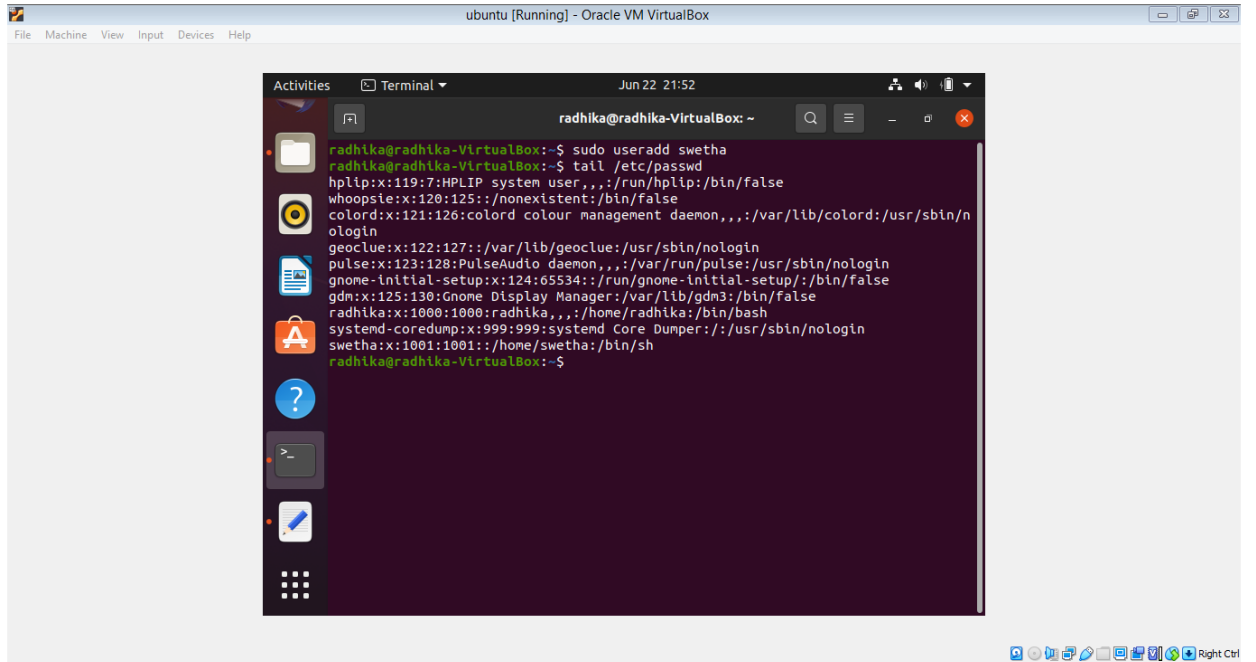 ubuntu [Running] - Oracle VM VirtualBox
File Machine View Input Devices Help
Activities Terminal Jun 22 21:52
radhika@radhika-VirtualBox: ~
radhika@radhika-VirtualBox:~$ sudo useradd swetha
radhika@radhika-VirtualBox:~$ tail /etc/passwd
hplip:x:119:7:HPLIP system user,,,:/run/hplip:/bin/false
whoopsie:x:120:125::/nonexistent:/bin/false
colord:x:121:126:colord colour management daemon,,,:/var/lib/colord:/usr/sbin/n
ologin
geoclue:x:122:127::/var/lib/geoclue:/usr/sbin/nologin
pulse:x:123:128:PulseAudio daemon,,,:/var/run/pulse:/usr/sbin/nologin
gnome-initial-setup:x:124:65534::/run/gnome-initial-setup/:/bin/false
gdm:x:125:130:Gnome Display Manager:/var/lib/gdm3:/bin/false
radhika:x:1000:1000:radhika,,,:/home/radhika:/bin/bash
systemd-coredump:x:999:999:systemd Core Dumper:/:/usr/sbin/nologin
swetha:x:1001:1001::/home/swetha:/bin/sh
radhika@radhika-VirtualBox:~$
Right Ctrl